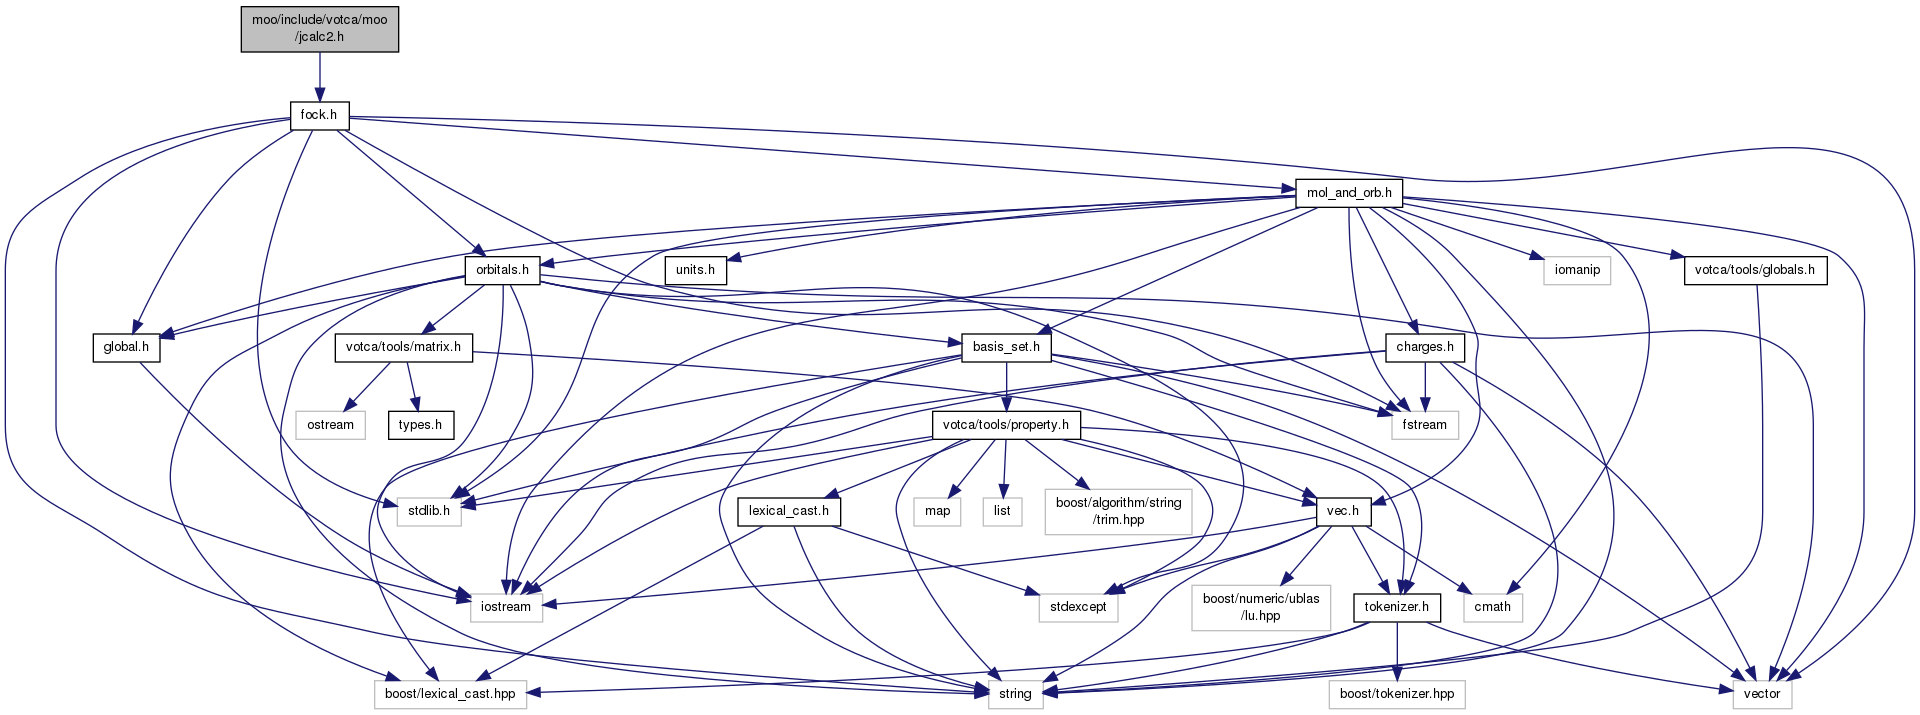 moo/include/votca/moo
/jcalc2.h
fock.h
mol_and_orb.h
orbitals.h
units.h
iomanip
votca/tools/globals.h
global.h
votca/tools/matrix.h
basis_set.h
charges.h
ostream
types.h
votca/tools/property.h
fstream
stdlib.h
lexical_cast.h
map
list
boost/algorithm/string
/trim.hpp
vec.h
iostream
stdexcept
boost/numeric/ublas
/lu.hpp
tokenizer.h
cmath
boost/lexical_cast.hpp
string
boost/tokenizer.hpp
vector